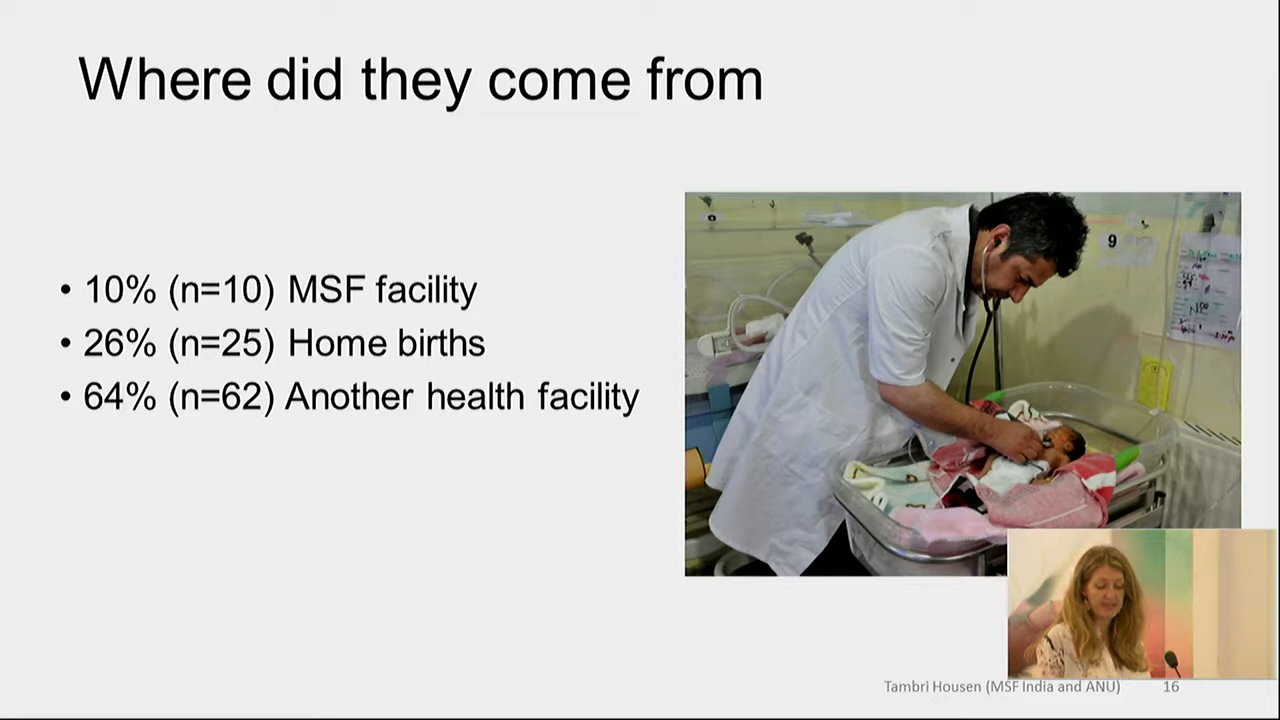 Where did they come from
• 10% (n=10) MSF facility
• 26% (n=25) Home births
• 64% (n=62) Another health facility
9
Tambri Housen (MSF India and ANU) 16